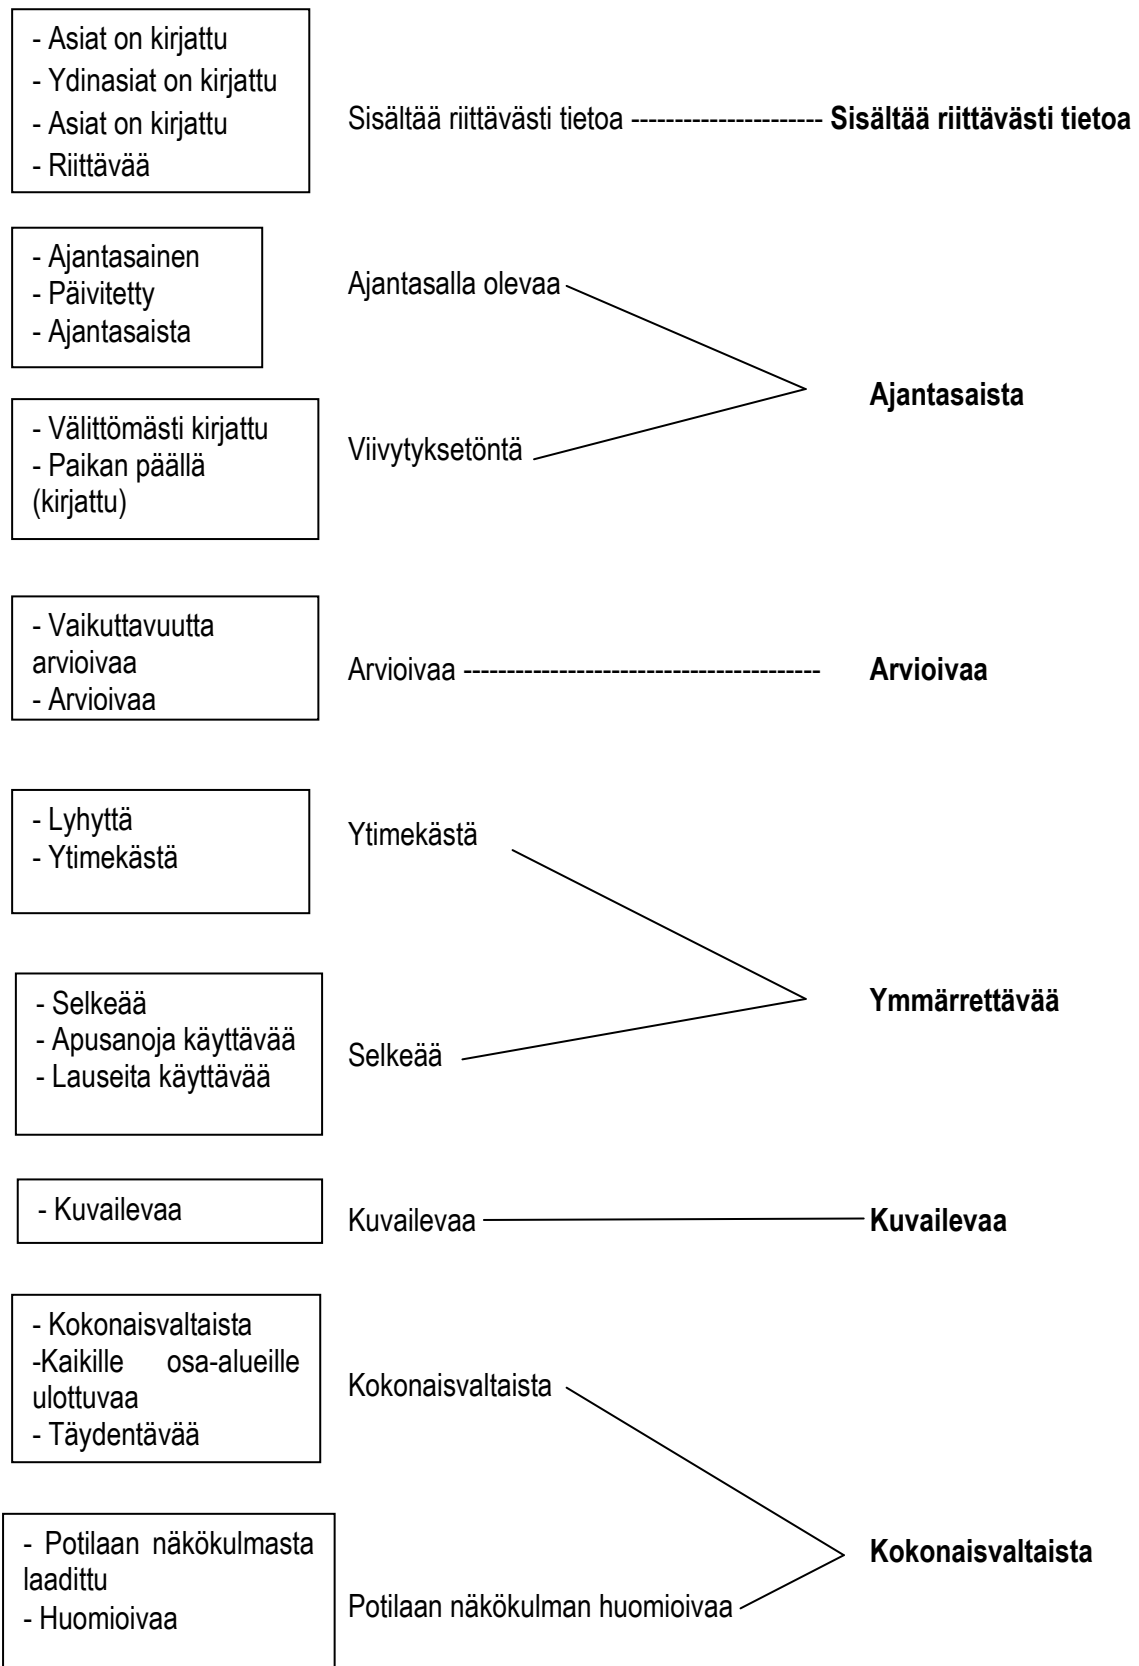 - Asiat on kirjattu
- Ydinasiat on kirjattu
- Asiat on kirjattu
- Riittävää
Sisältää riittävästi tietoa ---------------------- Sisältää riittävästi tietoa
- Ajantasainen
- Päivitetty
- Ajantasaista
Ajantasalla olevaa
Ajantasaista
- Välittömästi kirjattu
- Paikan päällä
(kirjattu)
Viivytyksetöntä
- Vaikuttavuutta
arvioivaa
- Arvioivaa
Arvioivaa ----------------------------------------- Arvioivaa
- Lyhyttä
- Ytimekästä
Ytimekästä
Ymmärrettävää
- Selkeää
- Apusanoja käyttävää
- Lauseita käyttävää
Selkeää
- Kuvailevaa
Kuvailevaa Kuvailevaa
- Kokonaisvaltaista
-Kaikille osa-alueille
ulottuvaa
- Täydentävää
Kokonaisvaltaista
Kokonaisvaltaista
- Potilaan näkökulmasta
laadittu
- Huomioivaa
Potilaan näkökulman huomioivaa